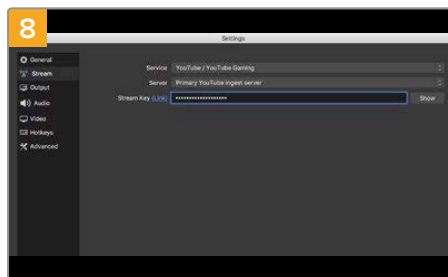 8
Settings
General
Stream
Output
Audio
Video
Hotkeys
Advanced
Service YouTube / YouTube Gaming
Server Primary YouTube ingest server
Stream Key (Link) ••••••••••••••••••• Show